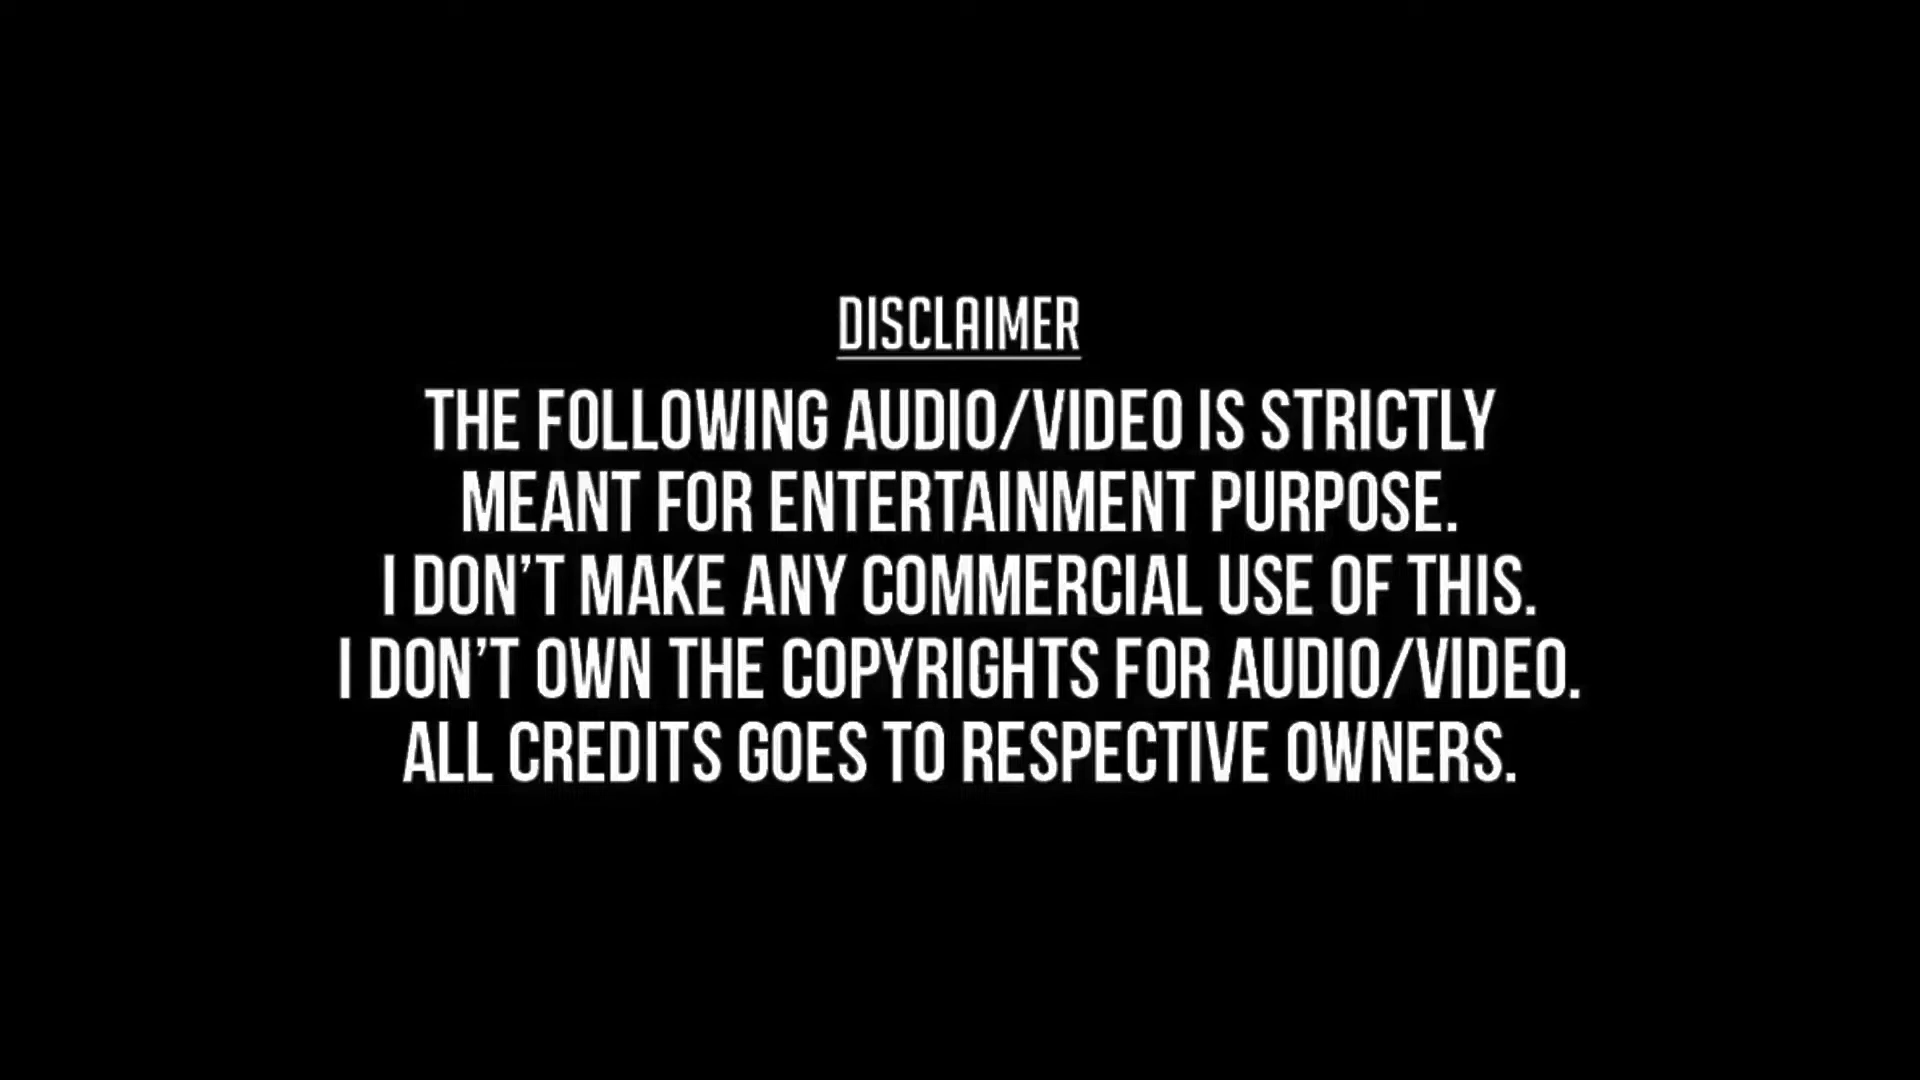 DISCLAIMER
THE FOLLOWING AUDIO/VIDEO IS STRICTLY
MEANT FOR ENTERTAINMENT PURPOSE.
I DON’T MAKE ANY COMMERCIAL USE OF THIS.
I DON’T OWN THE COPYRIGHTS FOR AUDIO/VIDEO.
ALL CREDITS GOES TO RESPECTIVE OWNERS.